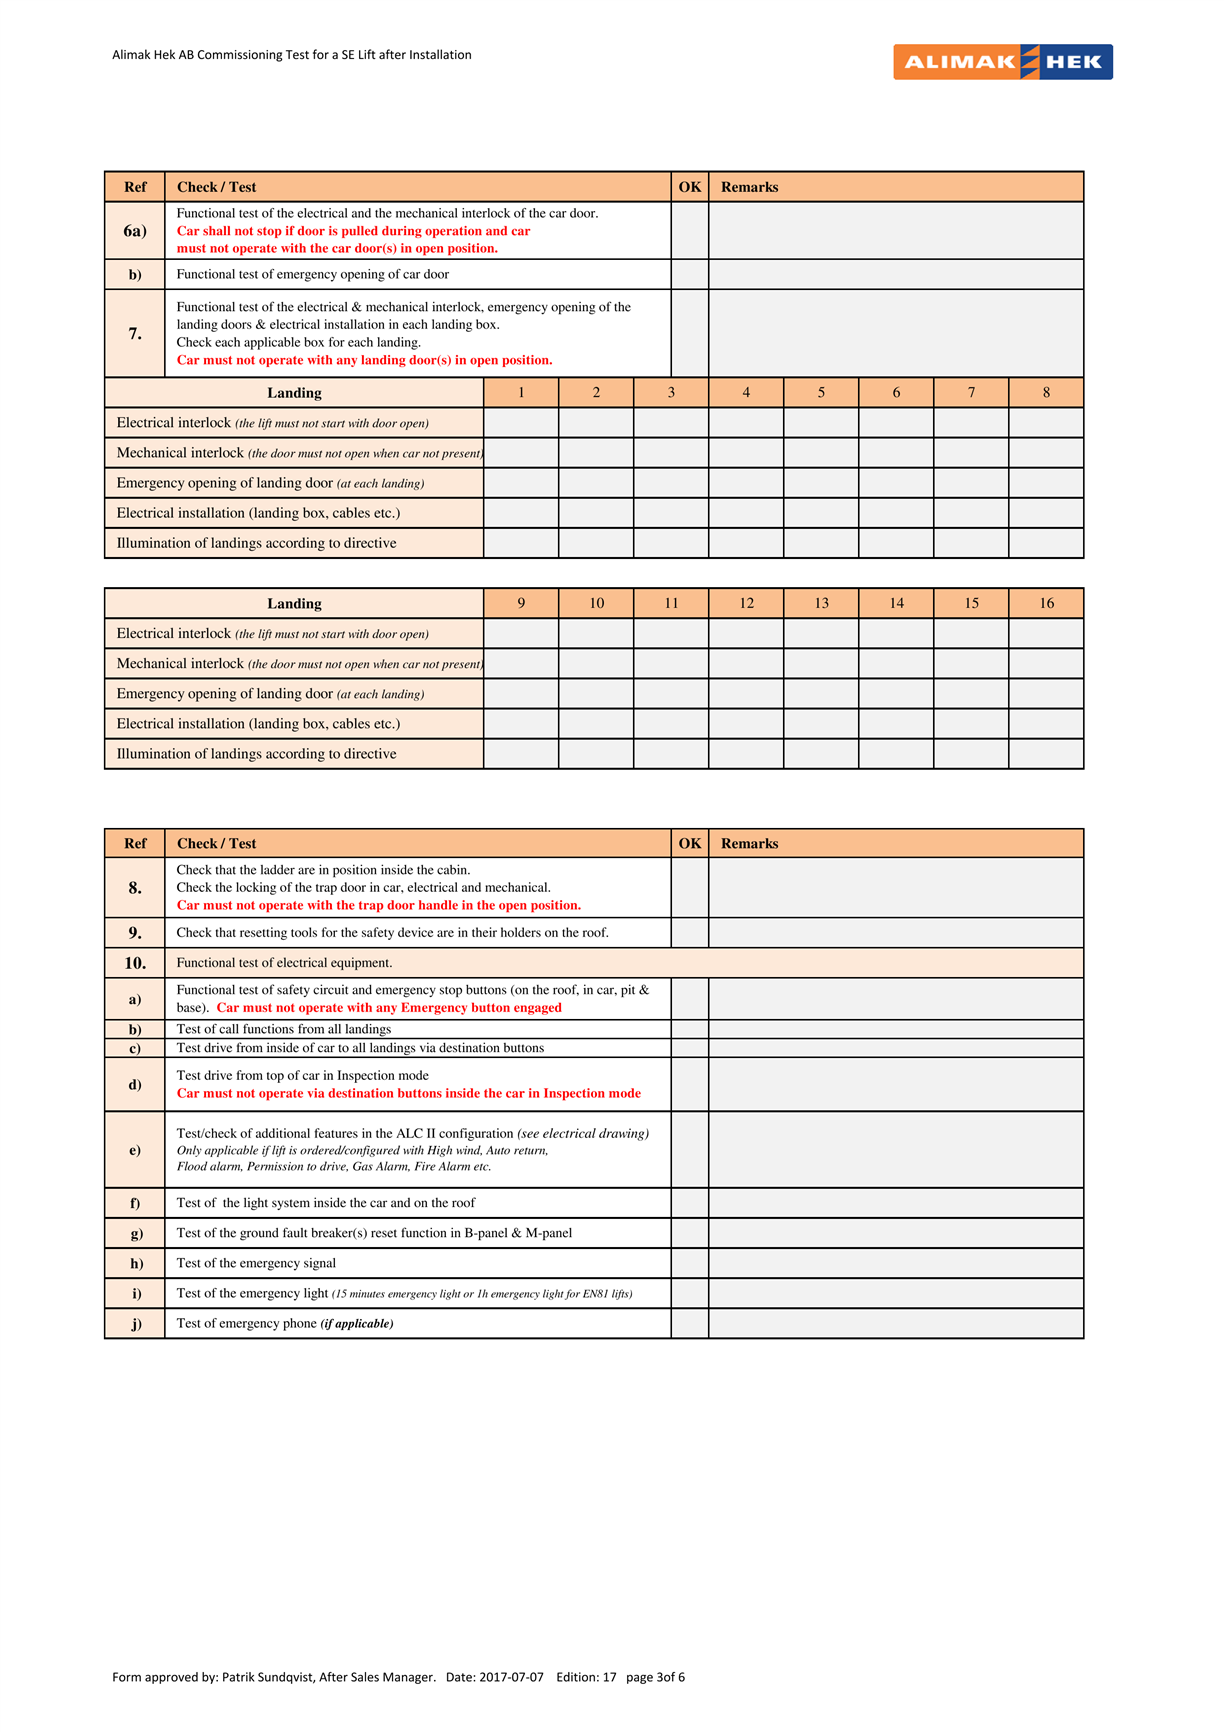 Alimak Hek AB Commissioning Test for a SE Lift after Installation
ALIMAK HEK
Ref Check / Test OK Remarks
6a) Functional test of the electrical and the mechanical interlock of the car door.
Car shall not stop if door is pulled during operation and car
must not operate with the car door(s) in open position.
b) Functional test of emergency opening of car door
7. Functional test of the electrical & mechanical interlock, emergency opening of the
landing doors & electrical installation in each landing box.
Check each applicable box for each landing.
Car must not operate with any landing door(s) in open position.
Landing 1 2 3 4 5 6 7 8
Electrical interlock (the lift must not start with door open)
Mechanical interlock (the door must not open when car not present)
Emergency opening of landing door (at each landing)
Electrical installation (landing box, cables etc.)
Illumination of landings according to directive
Landing 9 10 11 12 13 14 15 16
Electrical interlock (the lift must not start with door open)
Mechanical interlock (the door must not open when car not present)
Emergency opening of landing door (at each landing)
Electrical installation (landing box, cables etc.)
Illumination of landings according to directive
Ref Check / Test OK Remarks
8. Check that the ladder are in position inside the cabin.
Check the locking of the trap door in car, electrical and mechanical.
Car must not operate with the trap door handle in the open position.
9. Check that resetting tools for the safety device are in their holders on the roof.
10. Functional test of electrical equipment.
a) Functional test of safety circuit and emergency stop buttons (on the roof, in car, pit &
base). Car must not operate with any Emergency button engaged
b) Test of call functions from all landings
c) Test drive from inside of car to all landings via destination buttons
d) Test drive from top of car in Inspection mode
Car must not operate via destination buttons inside the car in Inspection mode
e) Test/check of additional features in the ALC II configuration (see electrical drawing)
Only applicable if lift is ordered/configured with High wind, Auto return,
Flood alarm, Permission to drive, Gas Alarm, Fire Alarm etc.
f) Test of the light system inside the car and on the roof
g) Test of the ground fault breaker(s) reset function in B-panel & M-panel
h) Test of the emergency signal
i) Test of the emergency light (15 minutes emergency light or 1h emergency light for EN81 lifts)
j) Test of emergency phone (if applicable)
Form approved by: Patrik Sundqvist, After Sales Manager. Date: 2017-07-07 Edition: 17 page 3of 6